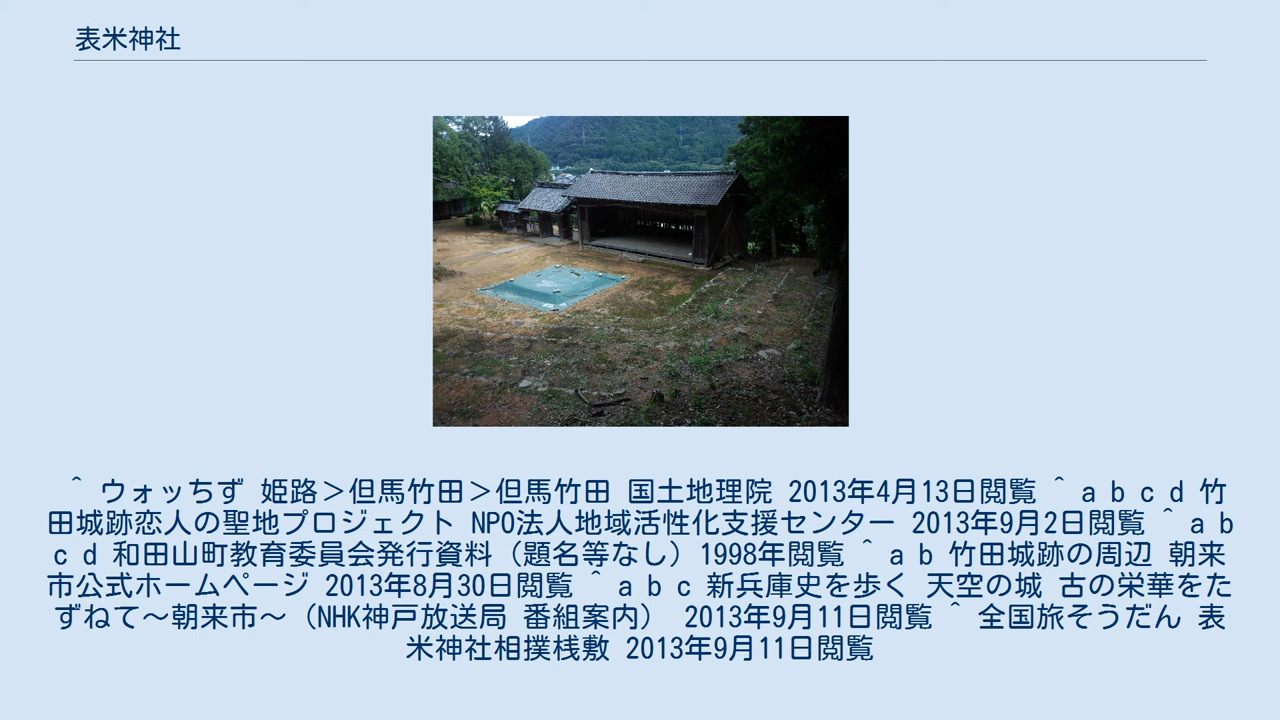 表米神社
^ ウォッちず 姫路＞但馬竹田＞但馬竹田 国土地理院 2013年4月13日閲覧 ^ a b c d 竹
田城跡恋人の聖地プロジェクト NPO法人地域活性化支援センター 2013年9月2日閲覧 ^ a b
c d 和田山町教育委員会発行資料（題名等なし）1998年閲覧 ^ a b 竹田城跡の周辺 朝来
市公式ホームページ 2013年8月30日閲覧 ^ a b c 新兵庫史を歩く 天空の城 古の栄華をた
ずねて〜朝来市〜（NHK神戸放送局 番組案内） 2013年9月11日閲覧 ^ 全国旅そうだん 表
米神社相撲桟敷 2013年9月11日閲覧